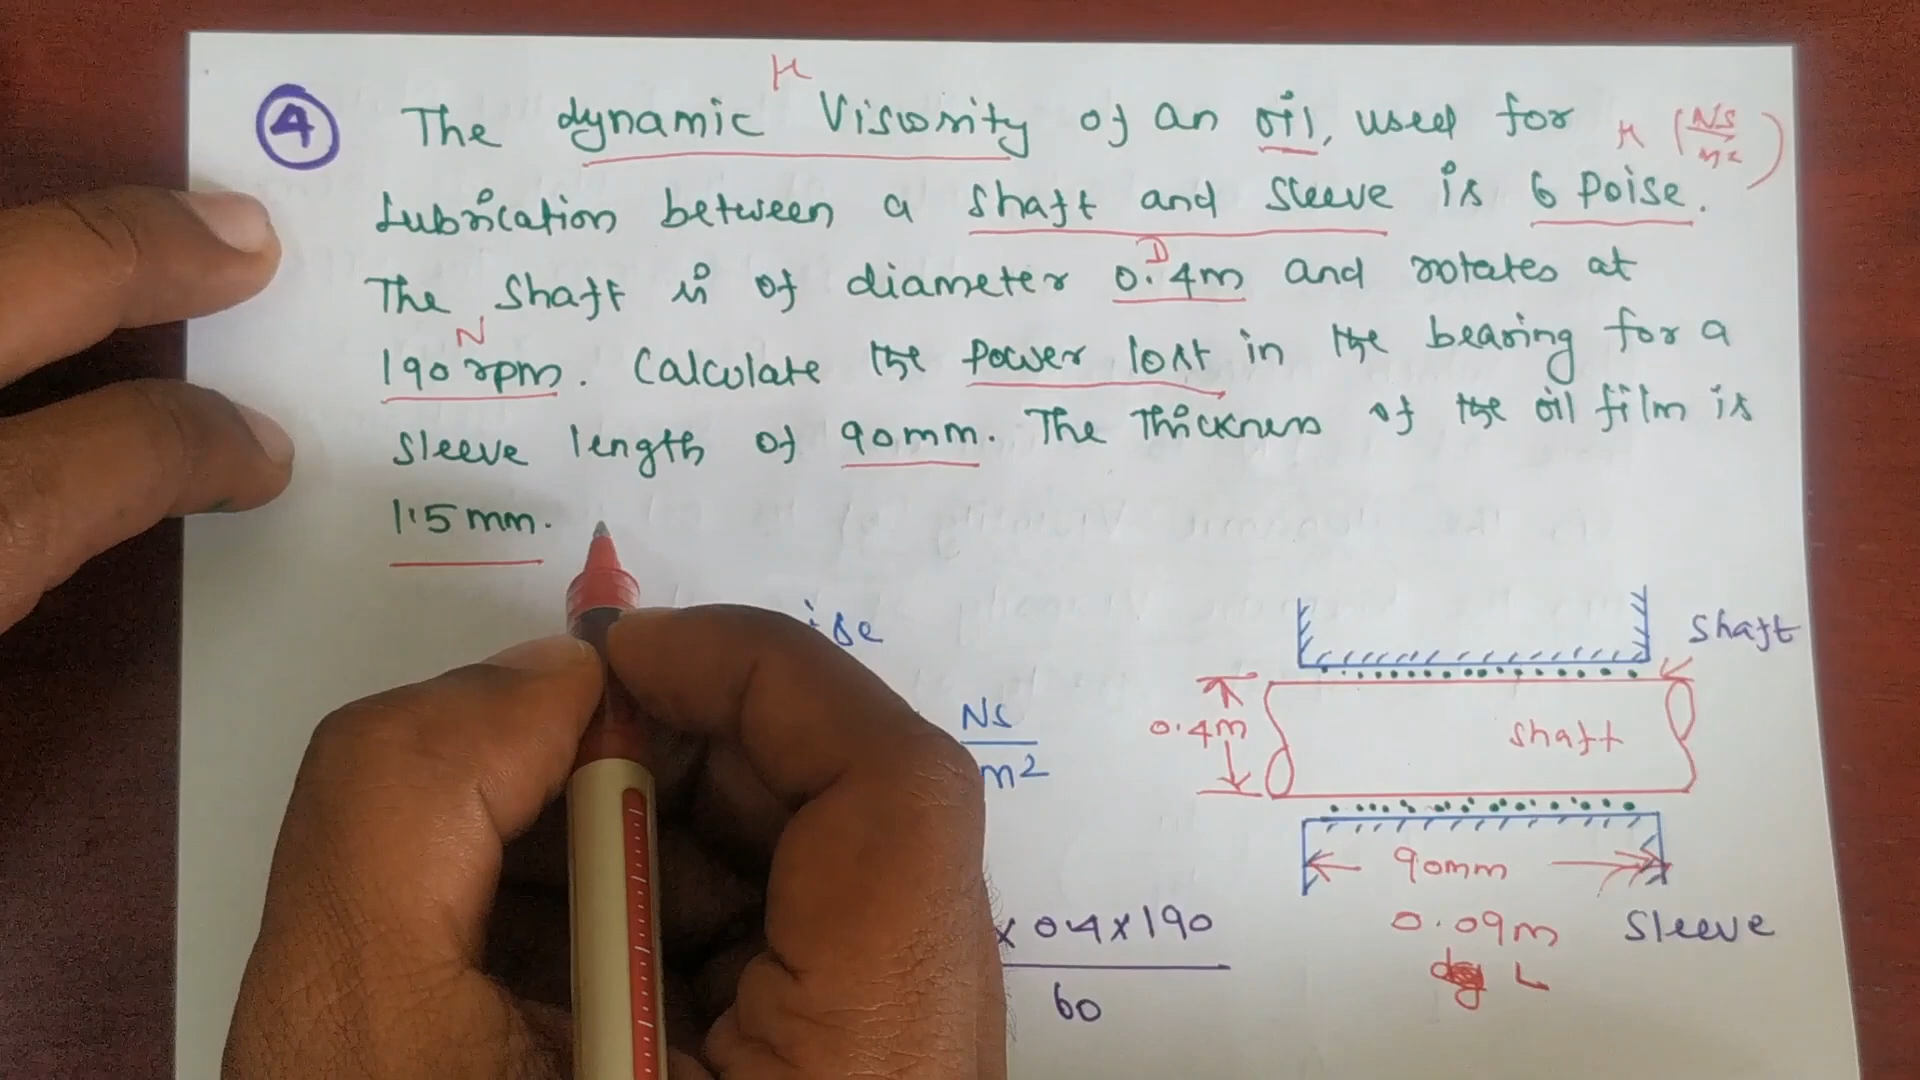 μ
4 The dynamic Viscosity of an oil, used for μ (NS/m2)
Lubrication between a shaft and sleeve is 6 Poise.
D
The shaft is of diameter 0.4m and rotates at
N
190 rpm. Calculate the power lost in the bearing for a
sleeve length of 90mm. The Thickness of the oil film is
1.5 mm.
ise
shaft
NS
m2
0.4m
shaft
90mm
x 0.4 x 190
60
0.09m
sleeve
L